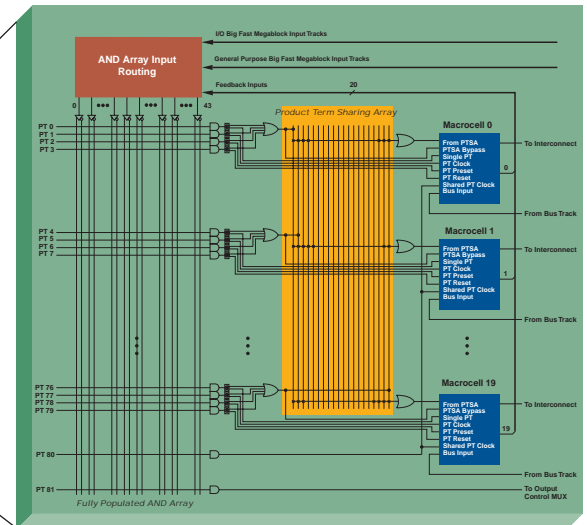 I/O Big Fast Megablock Input Tracks
AND Array Input
Routing
General Purpose Big Fast Megablock Input Tracks
Feedback Inputs
20
0
43
Product Term Sharing Array
PT 0
PT 1
PT 2
PT 3
Macrocell 0
From PTSA
PTSA Bypass
Single PT
PT Clock
PT Preset
PT Reset
Shared PT Clock
Bus Input
0
To Interconnect
From Bus Track
PT 4
PT 5
PT 6
PT 7
Macrocell 1
From PTSA
PTSA Bypass
Single PT
PT Clock
PT Preset
PT Reset
Shared PT Clock
Bus Input
1
To Interconnect
From Bus Track
PT 76
PT 77
PT 78
PT 79
Macrocell 19
From PTSA
PTSA Bypass
Single PT
PT Clock
PT Preset
PT Reset
Shared PT Clock
Bus Input
19
To Interconnect
PT 80
From Bus Track
PT 81
To Output
Control MUX
Fully Populated AND Array